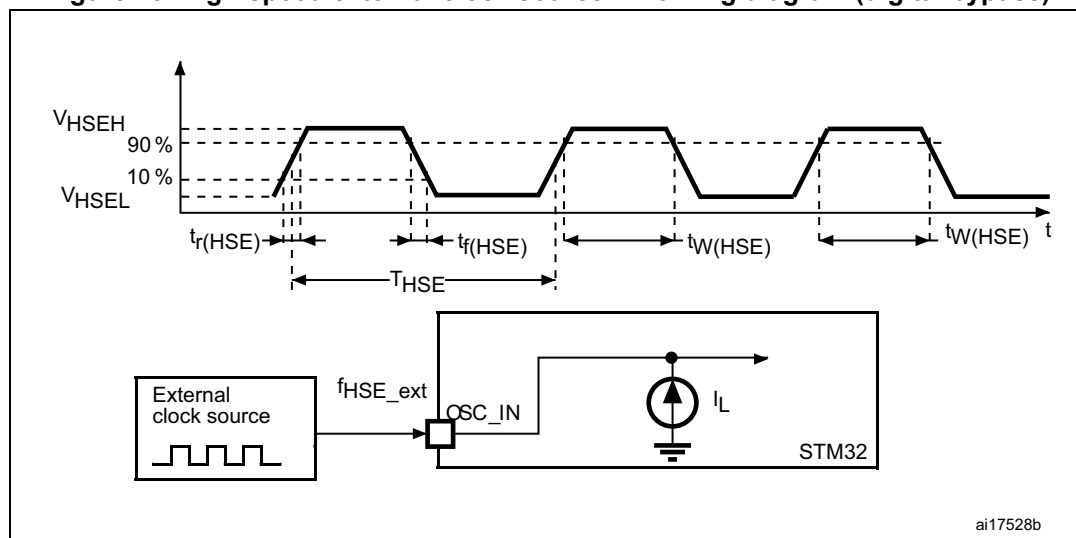 VHSEH
90 %
10 %
VHSEL
tr(HSE)
tf(HSE)
tW(HSE)
tW(HSE)
t
THSE
External
clock source
fHSE_ext
OSC_IN
IL
STM32
ai17528b